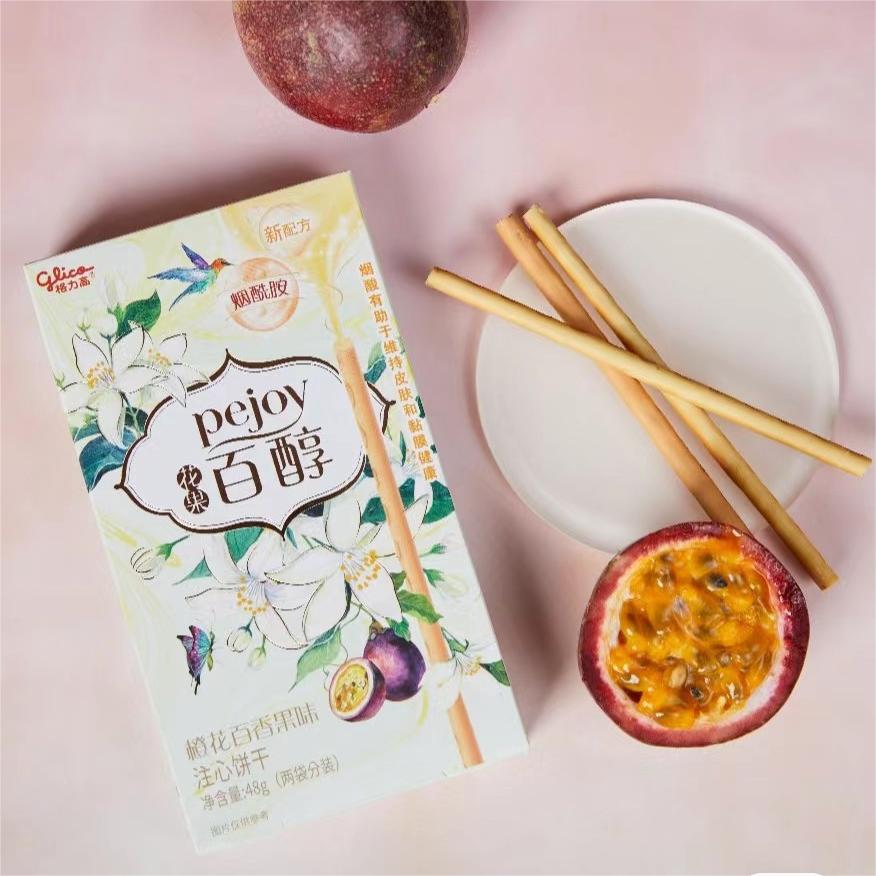 Glico
格力高
新配方
烟酰胺
烟酸有助于维持皮肤和黏膜健康
pejoy
花果
百醇
橙花百香果味
注心饼干
净含量:48g（两袋分装）
图片仅供参考